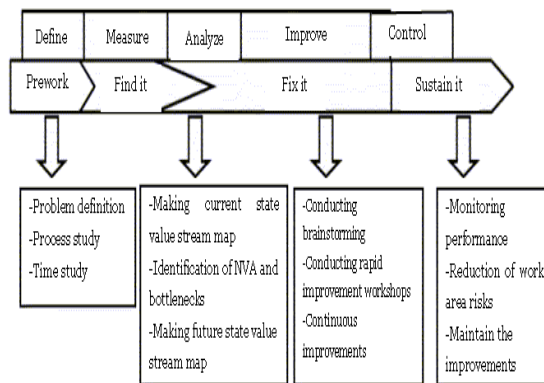 Define Measure Analyze Improve Control
Prework Find it Fix it Sustain it
-Problem definition
-Process study
-Time study
-Making current state
value stream map
-Identification of NVA and
bottlenecks
-Making future state value
stream map
-Conducting
brainstorming
-Conducting rapid
improvement workshops
-Continuous
improvements
-Monitoring
performance
-Reduction of work
area risks
-Maintain the
improvements